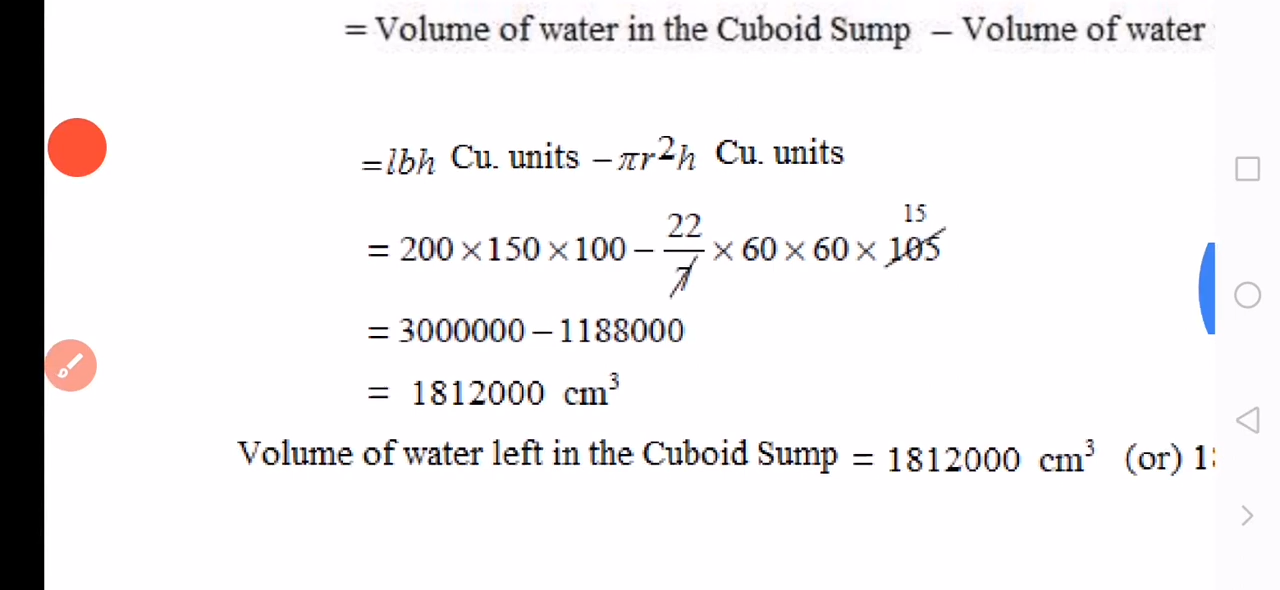 = Volume of water in the Cuboid Sump − Volume of water
= lbh Cu. units − πr²h Cu. units
15
= 200 × 150 × 100 − 22/7 × 60 × 60 × 105
= 3000000 − 1188000
= 1812000 cm³
Volume of water left in the Cuboid Sump = 1812000 cm³ (or) 1